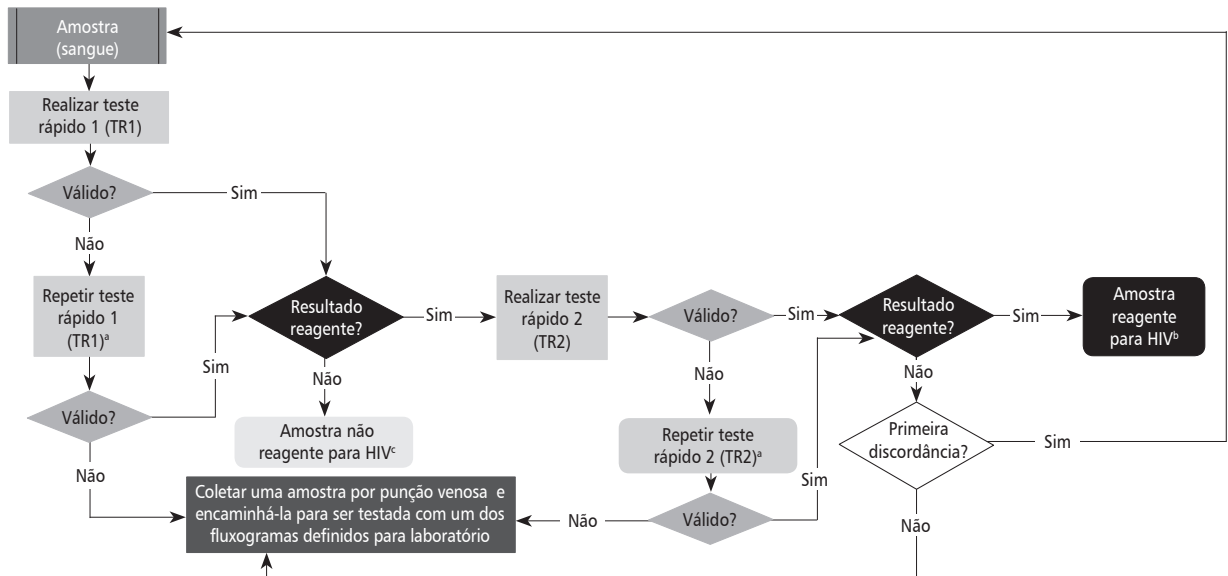 Amostra
(sangue)
Realizar teste
rápido 1 (TR1)
Válido?
Sim
Não
Repetir teste
rápido 1
(TR1)ᵃ
Sim
Válido?
Não
Resultado
reagente?
Sim
Não
Amostra não
reagente para HIVᶜ
Coletar uma amostra por punção venosa e
encaminhá-la para ser testada com um dos
fluxogramas definidos para laboratório
Realizar teste
rápido 2
(TR2)
Válido?
Sim
Não
Repetir teste
rápido 2 (TR2)ᵃ
Válido?
Não
Sim
Resultado
reagente?
Sim
Não
Amostra
reagente
para HIVᵇ
Primeira
discordância?
Sim
Não